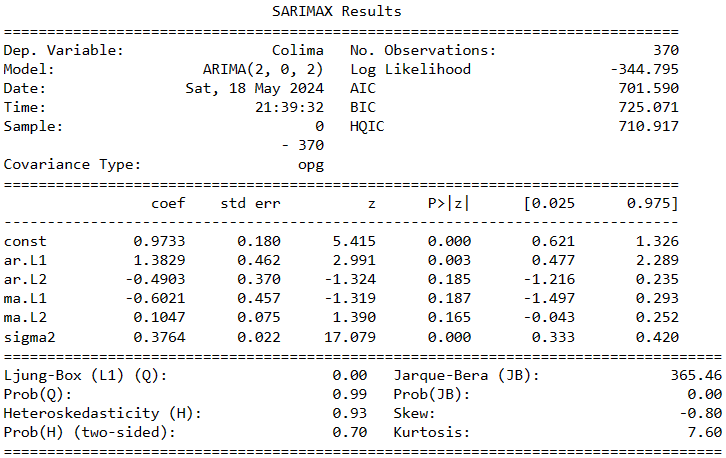 SARIMAX Results
==============================================================================
Dep. Variable: Colima No. Observations: 370
Model: ARIMA(2, 0, 2) Log Likelihood -344.795
Date: Sat, 18 May 2024 AIC 701.590
Time: 21:39:32 BIC 725.071
Sample: 0 HQIC 710.917
- 370
Covariance Type: opg
==============================================================================
coef std err z P>|z| [0.025 0.975]
------------------------------------------------------------------------------
const 0.9733 0.180 5.415 0.000 0.621 1.326
ar.L1 1.3829 0.462 2.991 0.003 0.477 2.289
ar.L2 -0.4903 0.370 -1.324 0.185 -1.216 0.235
ma.L1 -0.6021 0.457 -1.319 0.187 -1.497 0.293
ma.L2 0.1047 0.075 1.390 0.165 -0.043 0.252
sigma2 0.3764 0.022 17.079 0.000 0.333 0.420
===================================================================================
Ljung-Box (L1) (Q): 0.00 Jarque-Bera (JB): 365.46
Prob(Q): 0.99 Prob(JB): 0.00
Heteroskedasticity (H): 0.93 Skew: -0.80
Prob(H) (two-sided): 0.70 Kurtosis: 7.60
===================================================================================